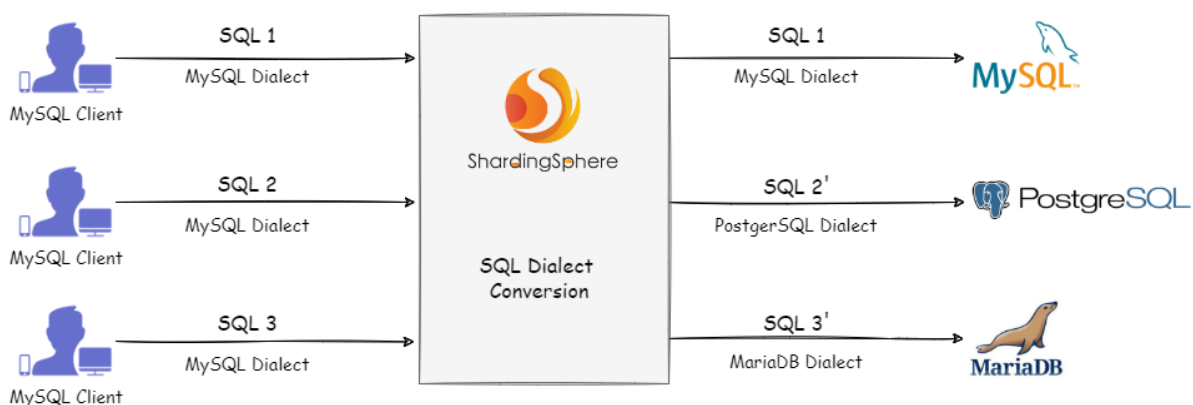 SQL 1
MySQL Dialect
MySQL Client
SQL 2
MySQL Dialect
MySQL Client
SQL 3
MySQL Dialect
MySQL Client
ShardingSphere
SQL Dialect
Conversion
SQL 1
MySQL Dialect
MySQL
SQL 2'
PostgerSQL Dialect
PostgreSQL
SQL 3'
MariaDB Dialect
MariaDB